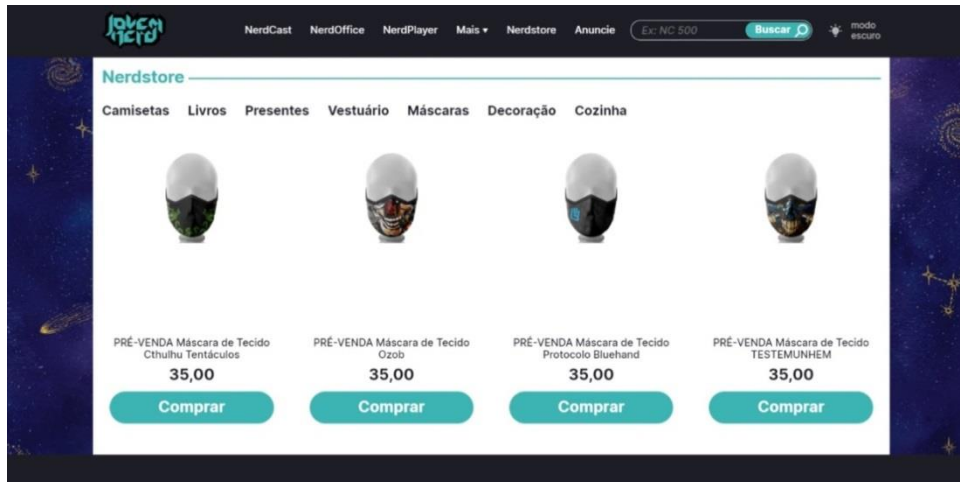 Jovem
nerd
NerdCast NerdOffice NerdPlayer Mais ▾ Nerdstore Anuncie Ex: NC 500 Buscar modo
escuro
Nerdstore
Camisetas Livros Presentes Vestuário Máscaras Decoração Cozinha
PRÉ-VENDA Máscara de Tecido
Cthulhu Tentáculos
35,00
Comprar
PRÉ-VENDA Máscara de Tecido
Ozob
35,00
Comprar
PRÉ-VENDA Máscara de Tecido
Protocolo Bluehand
35,00
Comprar
PRÉ-VENDA Máscara de Tecido
TESTEMUNHEM
35,00
Comprar